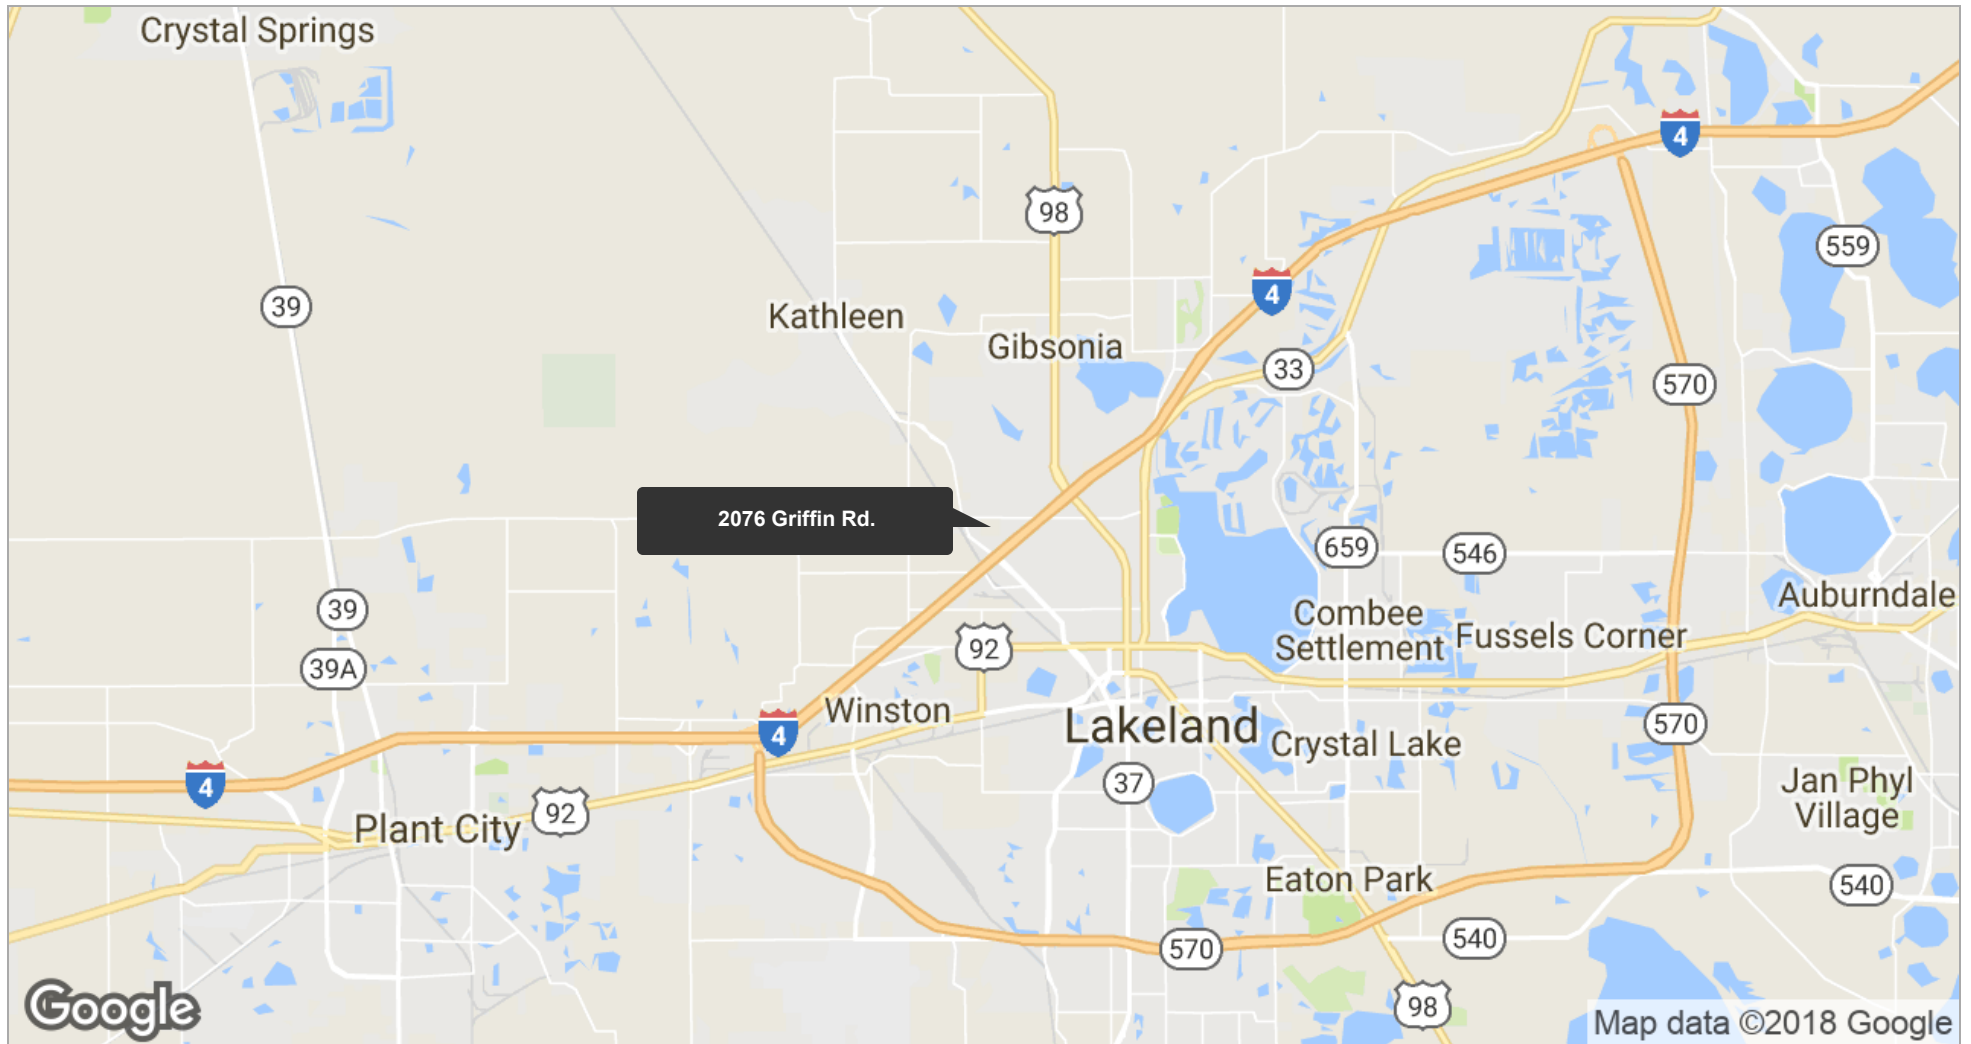 Crystal Springs
4
98
559
39
4
Kathleen
Gibsonia
33
570
2076 Griffin Rd.
659
546
Auburndale
39
Combee
Settlement
Fussels Corner
92
39A
Winston
Lakeland
4
570
Crystal Lake
4
37
Jan Phyl
Village
92
Plant City
Eaton Park
540
570
540
98
Google
Map data ©2018 Google